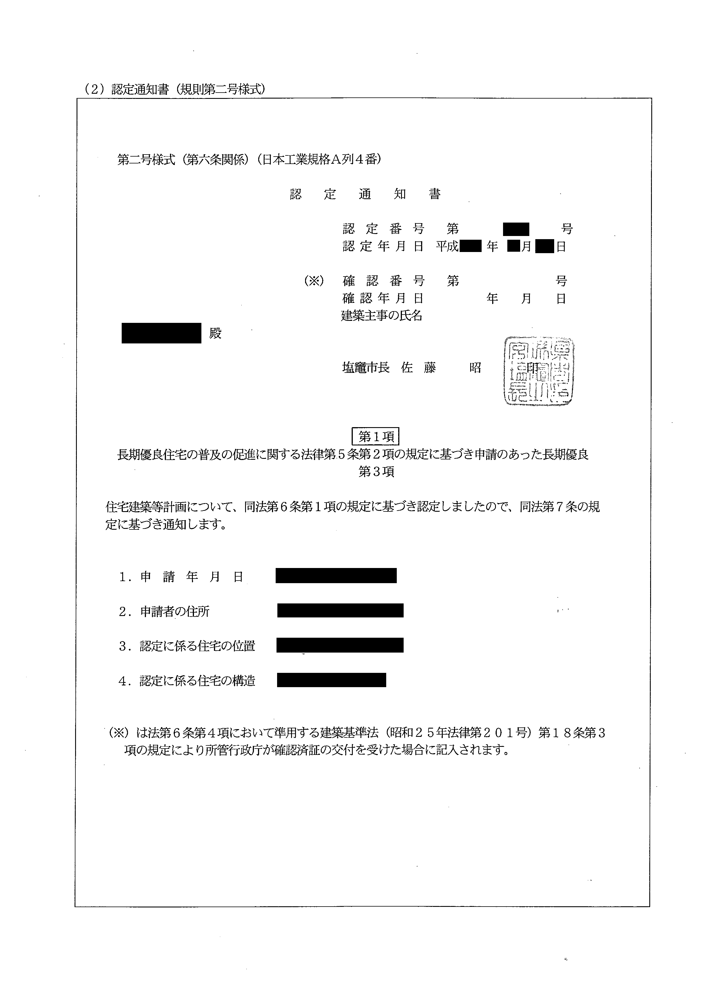 （２）認定通知書（規則第二号様式）
第二号様式（第六条関係）（日本工業規格Ａ列４番）
認　定　通　知　書
認　定　番　号　第　　　　号
認 定 年 月 日　平成　　年　　月　　日
（※）　確　認　番　号　第　　　　号
確 認 年 月 日　　　年　　月　　日
建築主事の氏名
殿
塩竈市長　佐　藤　　昭　　印
第１項
長期優良住宅の普及の促進に関する法律第５条第２項の規定に基づき申請のあった長期優良
第３項
住宅建築等計画について、同法第６条第１項の規定に基づき認定しましたので、同法第７条の規
定に基づき通知します。
１．申　請　年　月　日
２．申請者の住所
３．認定に係る住宅の位置
４．認定に係る住宅の構造
（※）は法第６条第４項において準用する建築基準法（昭和２５年法律第２０１号）第１８条第３
項の規定により所管行政庁が確認済証の交付を受けた場合に記入されます。